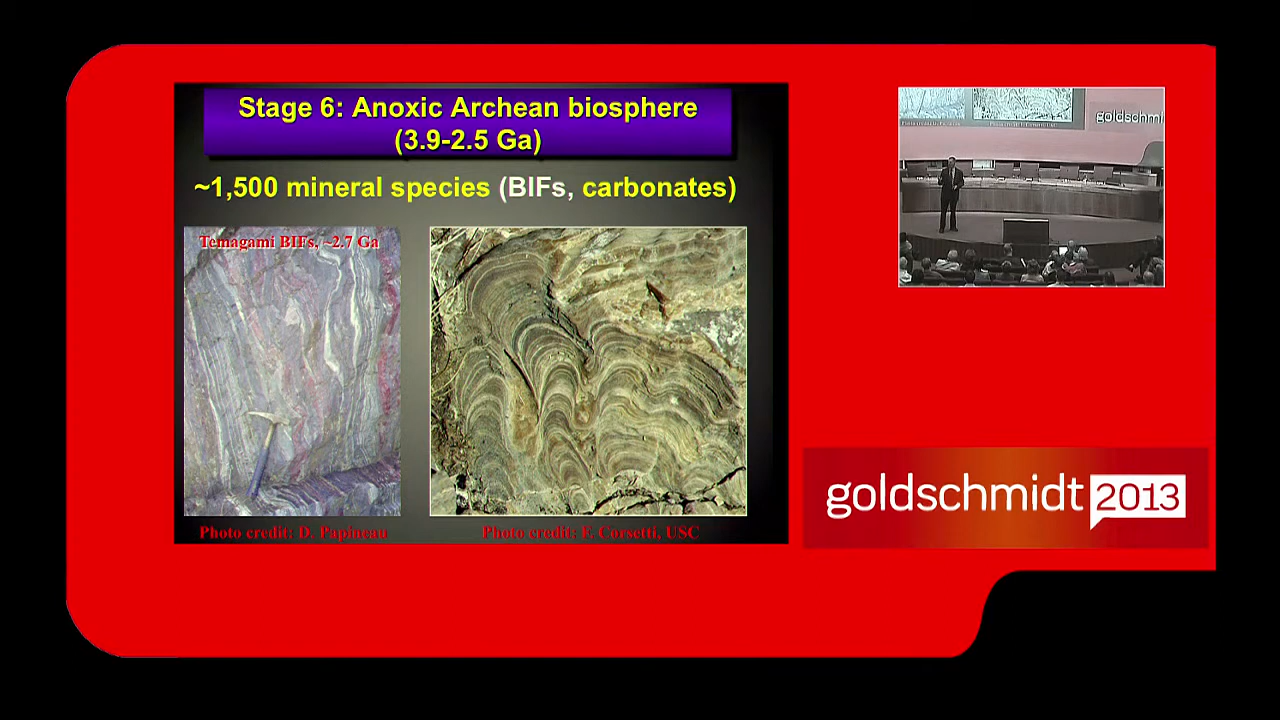 Stage 6: Anoxic Archean biosphere
(3.9-2.5 Ga)
~1,500 mineral species (BIFs, carbonates)
Temagami BIFs, ~2.7 Ga
Photo credit: D. Papineau
Photo credit: F. Corsetti, USC
goldschmi
goldschmidt 2013